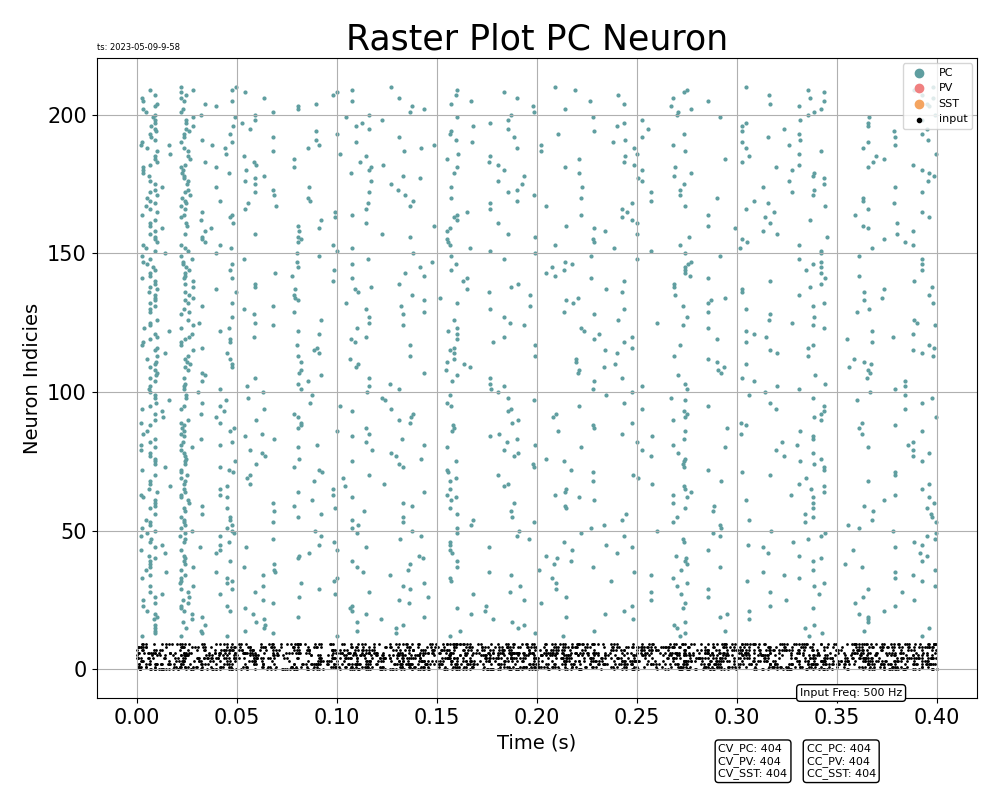 Raster Plot PC Neuron
ts: 2023-05-09-9-58
PC
PV
SST
input
200
150
100
50
0
Neuron Indicies
Input Freq: 500 Hz
0.00 0.05 0.10 0.15 0.20 0.25 0.30 0.35 0.40
Time (s)
CV_PC: 404
CV_PV: 404
CV_SST: 404
CC_PC: 404
CC_PV: 404
CC_SST: 404